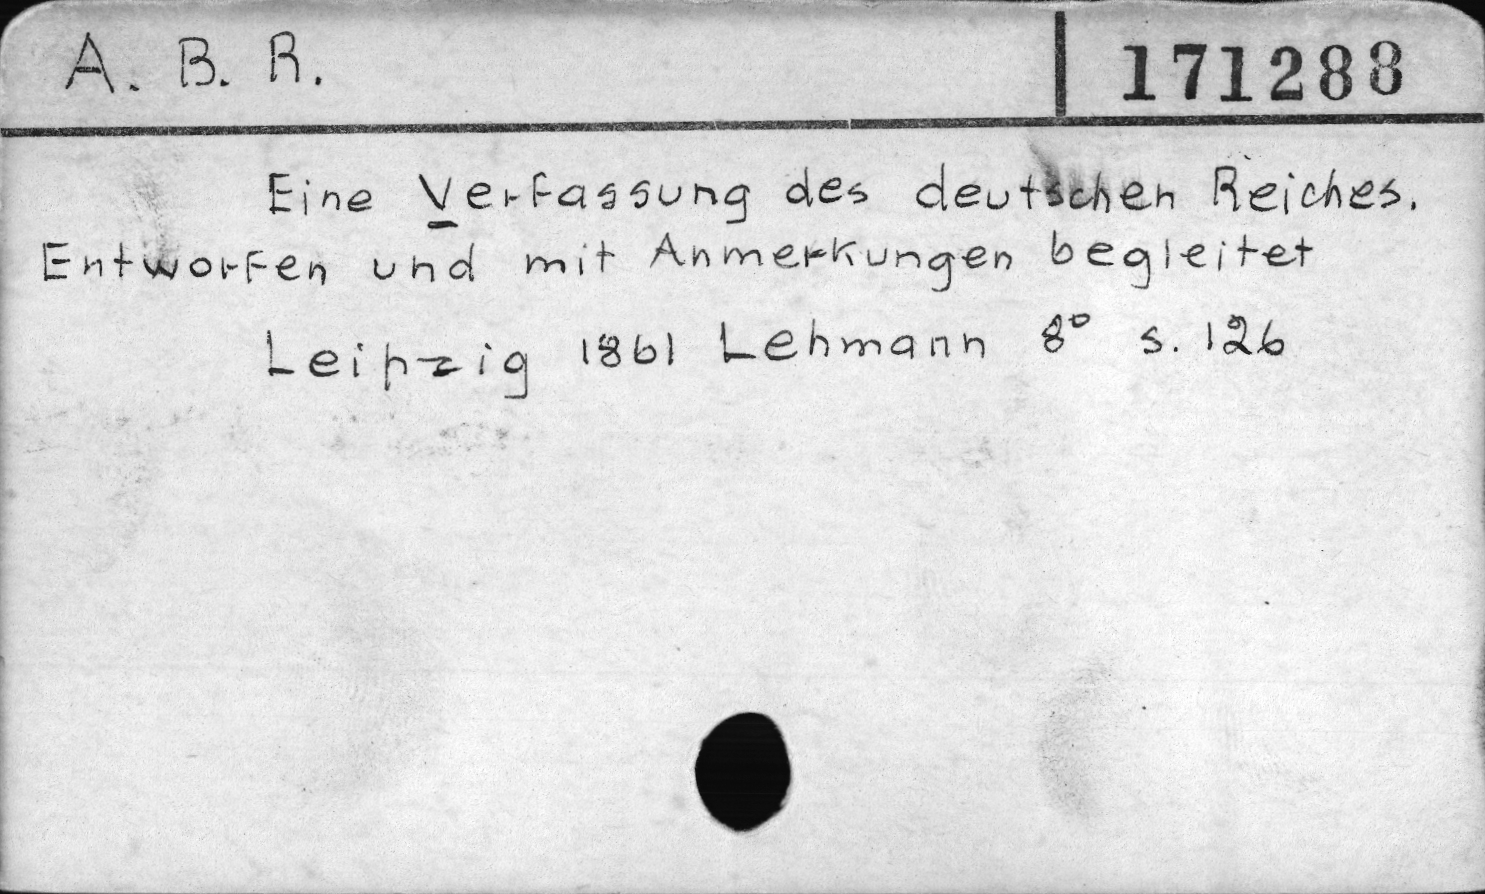 A. B. R.
171288
Eine Verfassung des deutschen Reiches.
Entworfen und mit Anmerkungen begleitet
Leipzig 1861 Lehmann 8° s. 126